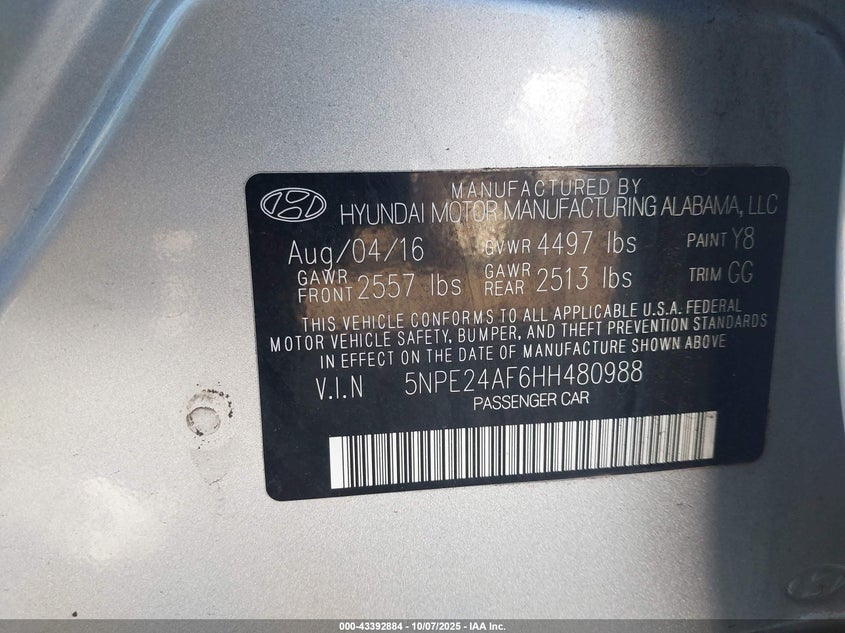 MANUFACTURED BY
HYUNDAI MOTOR MANUFACTURING ALABAMA, LLC
Aug/04/16 GVWR 4497 lbs PAINT Y8
GAWR FRONT 2557 lbs GAWR REAR 2513 lbs TRIM GG
THIS VEHICLE CONFORMS TO ALL APPLICABLE U.S.A. FEDERAL
MOTOR VEHICLE SAFETY, BUMPER, AND THEFT PREVENTION STANDARDS
IN EFFECT ON THE DATE OF MANUFACTURE SHOWN ABOVE
V.I.N 5NPE24AF6HH480988
PASSENGER CAR
000-43392884 - 10/07/2025 - IAA Inc.